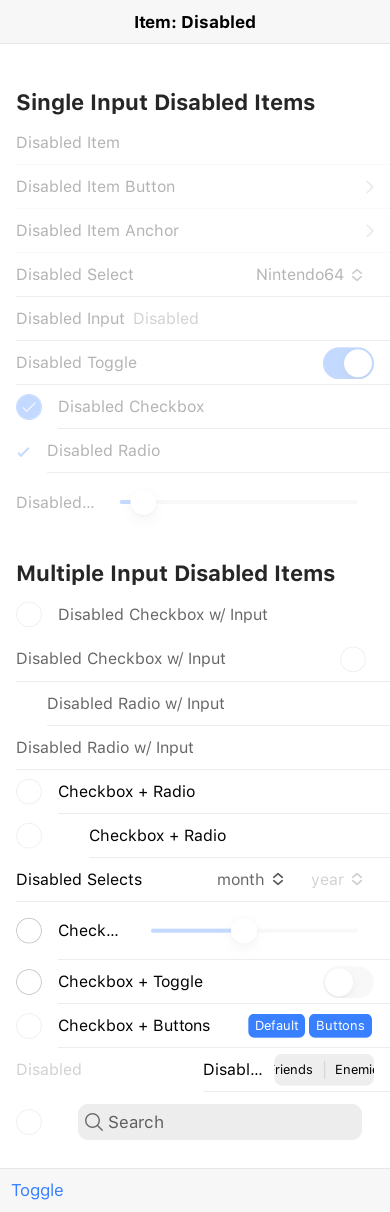 Item: Disabled
Single Input Disabled Items
Disabled Item
Disabled Item Button
Disabled Item Anchor
Disabled Select Nintendo64
Disabled Input Disabled
Disabled Toggle
Disabled Checkbox
Disabled Radio
Disabled...
Multiple Input Disabled Items
Disabled Checkbox w/ Input
Disabled Checkbox w/ Input
Disabled Radio w/ Input
Disabled Radio w/ Input
Checkbox + Radio
Checkbox + Radio
Disabled Selects month year
Check...
Checkbox + Toggle
Checkbox + Buttons Default Buttons
Disabled Disabl... riends Enemie
Search
Toggle